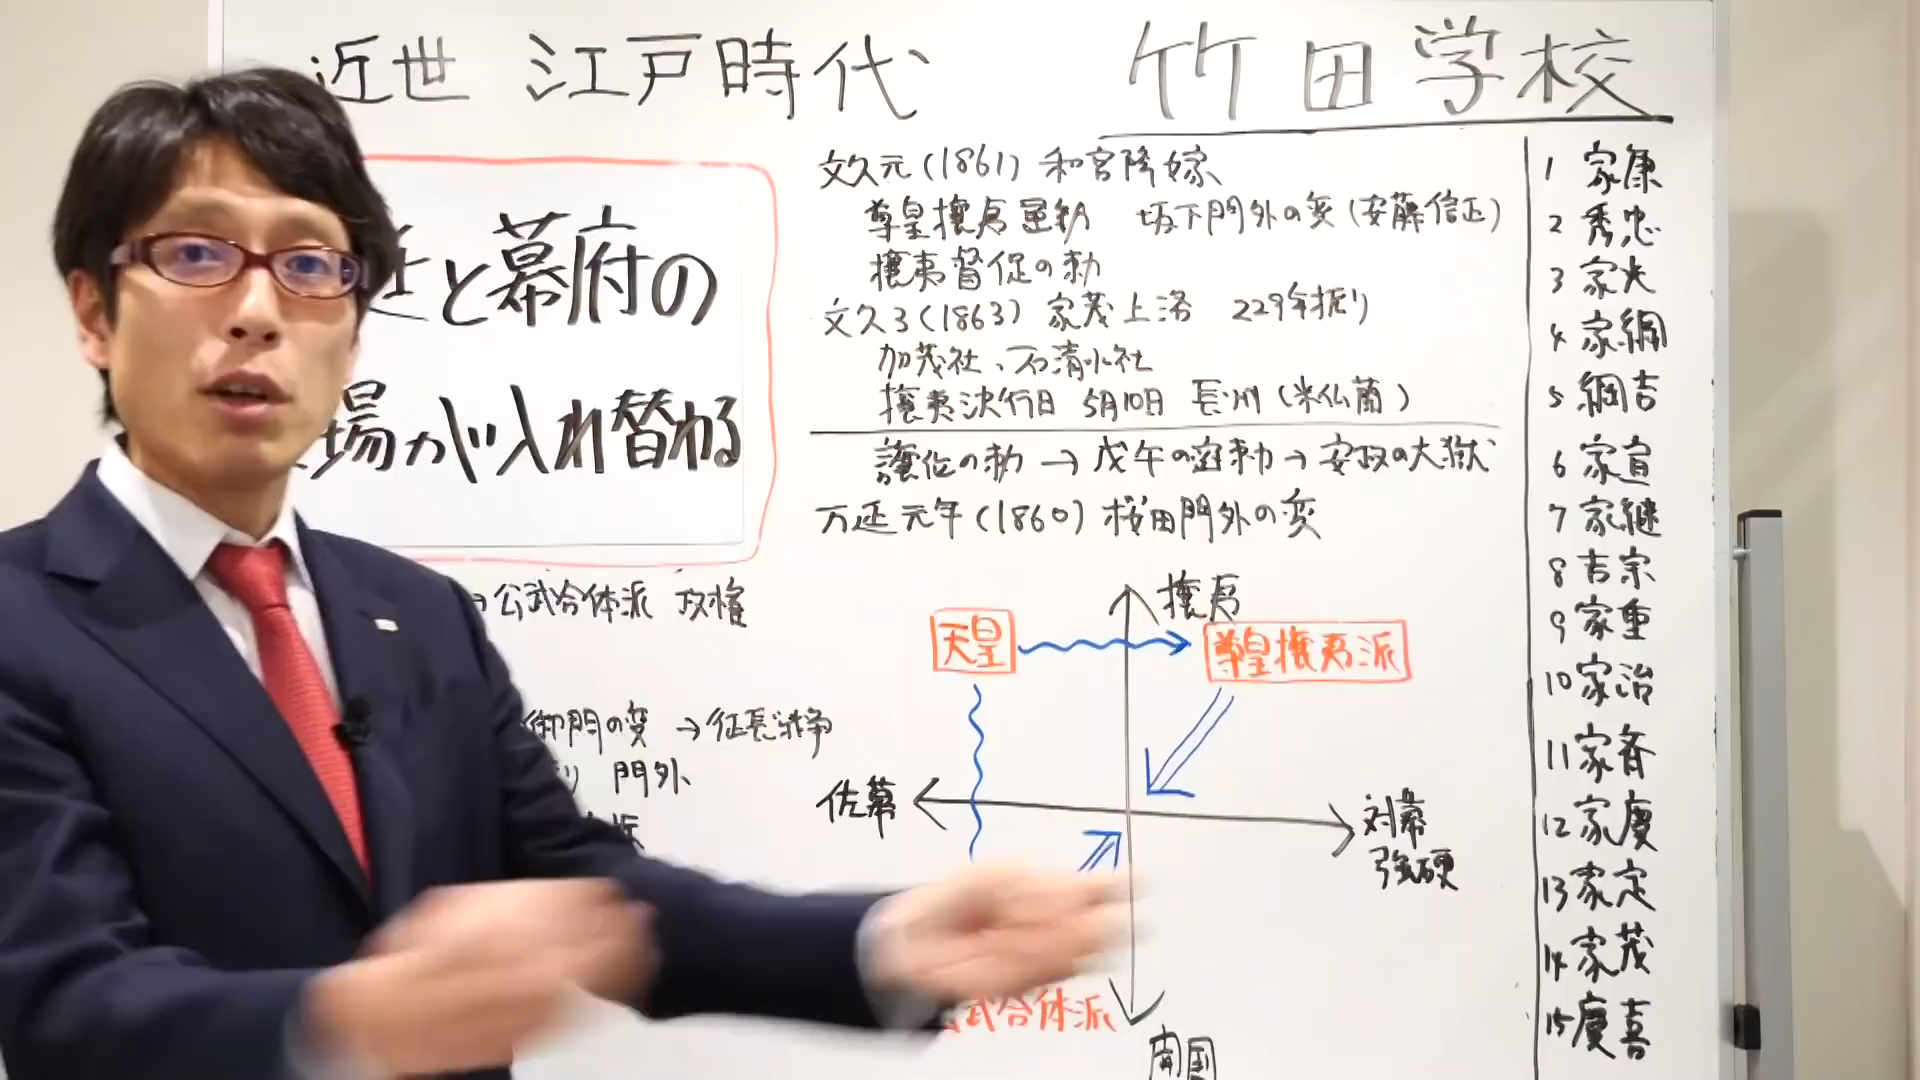 近世 江戸時代
竹田学校
と幕府の
場が入れ替わる
文久元(1861) 和宮降嫁
尊皇攘夷運動 坂下門外の変(安藤信正)
攘夷督促の勅
文久3(1863) 家茂上洛 229年振り
加茂社、石清水社
攘夷決行日 5月10日 長州(米仏蘭)
譲位の勅→戊午の密勅→安政の大獄
万延元年(1860) 桜田門外の変
公武合体派 政権
御門の変 →征長戦争
門外
攘夷
天皇
尊皇攘夷派
佐幕
対幕
強硬
武合体派
開国
1 家康
2 秀忠
3 家光
4 家綱
5 綱吉
6 家宣
7 家継
8 吉宗
9 家重
10 家治
11 家斉
12 家慶
13 家定
14 家茂
15 慶喜